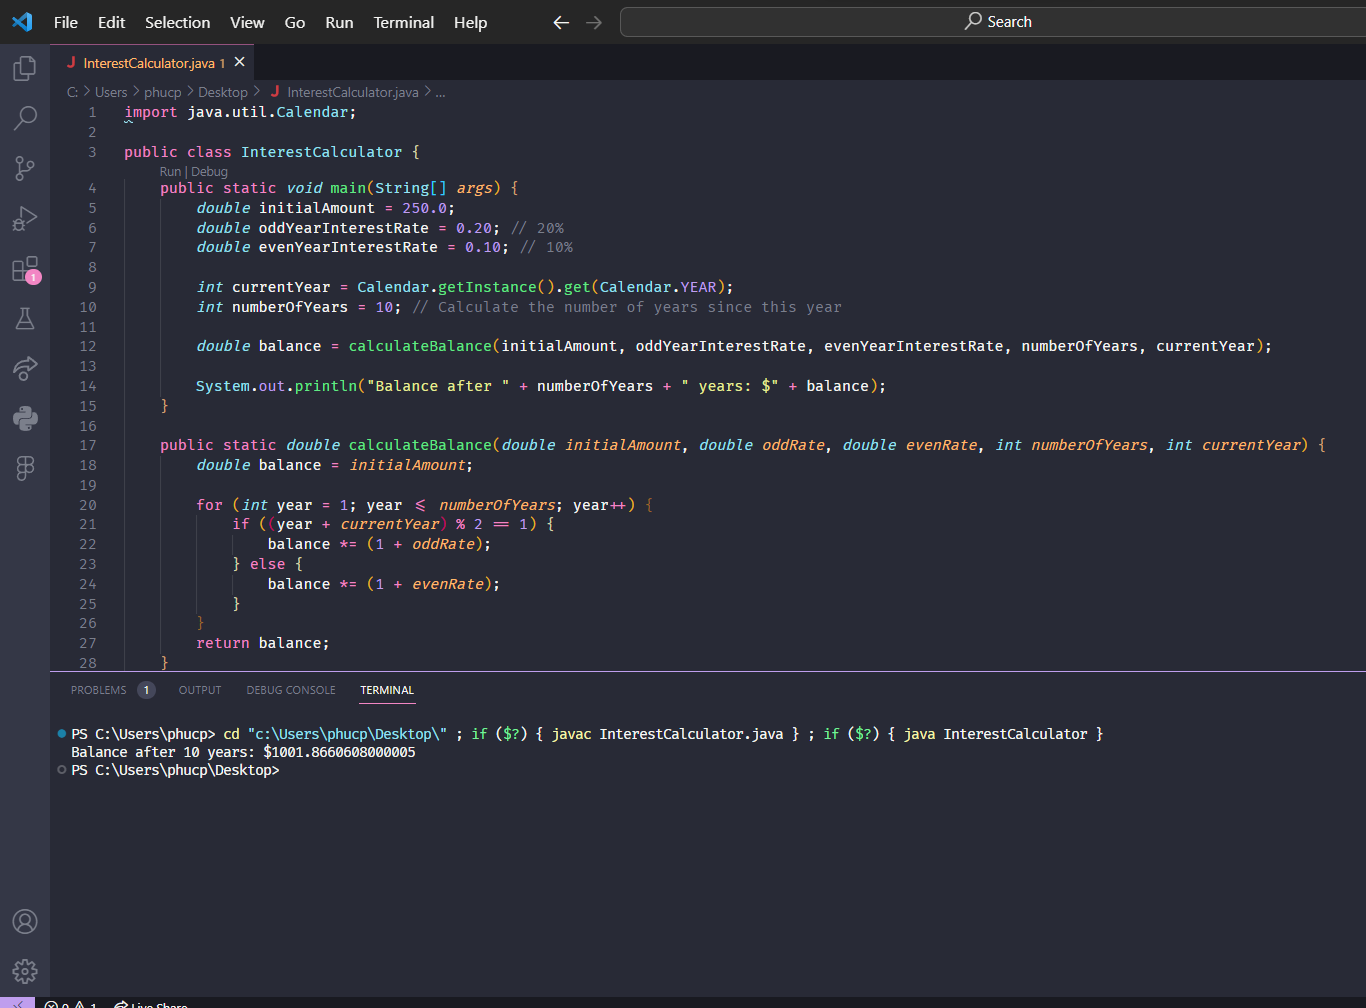 File Edit Selection View Go Run Terminal Help
Search
InterestCalculator.java 1
C: > Users > phucp > Desktop > J InterestCalculator.java > ...
1 import java.util.Calendar;
2
3 public class InterestCalculator {
Run | Debug
4 public static void main(String[] args) {
5 double initialAmount = 250.0;
6 double oddYearInterestRate = 0.20; // 20%
7 double evenYearInterestRate = 0.10; // 10%
8
9 int currentYear = Calendar.getInstance().get(Calendar.YEAR);
10 int numberOfYears = 10; // Calculate the number of years since this year
11
12 double balance = calculateBalance(initialAmount, oddYearInterestRate, evenYearInterestRate, numberOfYears, currentYear);
13
14 System.out.println("Balance after " + numberOfYears + " years: $" + balance);
15 }
16
17 public static double calculateBalance(double initialAmount, double oddRate, double evenRate, int numberOfYears, int currentYear) {
18 double balance = initialAmount;
19
20 for (int year = 1; year <= numberOfYears; year++) {
21 if ((year + currentYear) % 2 == 1) {
22 balance *= (1 + oddRate);
23 } else {
24 balance *= (1 + evenRate);
25 }
26 }
27 return balance;
28 }
PROBLEMS 1 OUTPUT DEBUG CONSOLE TERMINAL
PS C:\Users\phucp> cd "c:\Users\phucp\Desktop\" ; if ($?) { javac InterestCalculator.java } ; if ($?) { java InterestCalculator }
Balance after 10 years: $1001.8660608000005
PS C:\Users\phucp\Desktop>
0 1 Live Share